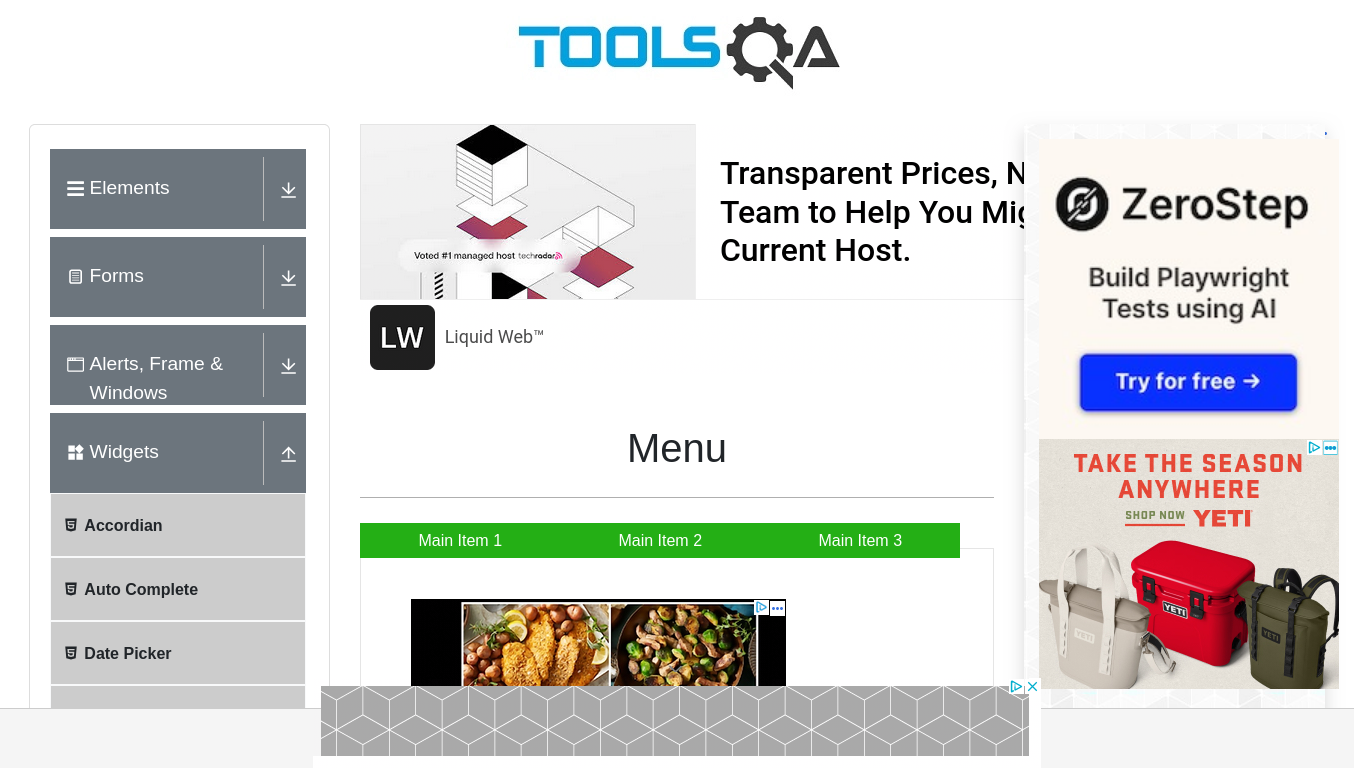 TOOLSQA
Elements
Forms
Alerts, Frame &
Windows
Widgets
Accordian
Auto Complete
Date Picker
Voted #1 managed host techradar
Transparent Prices, N
Team to Help You Mig
Current Host.
LW
Liquid Web™
Menu
Main Item 1
Main Item 2
Main Item 3
ZeroStep
Build Playwright
Tests using AI
Try for free →
TAKE THE SEASON
ANYWHERE
SHOP NOW YETI
YETI
YETI
YETI